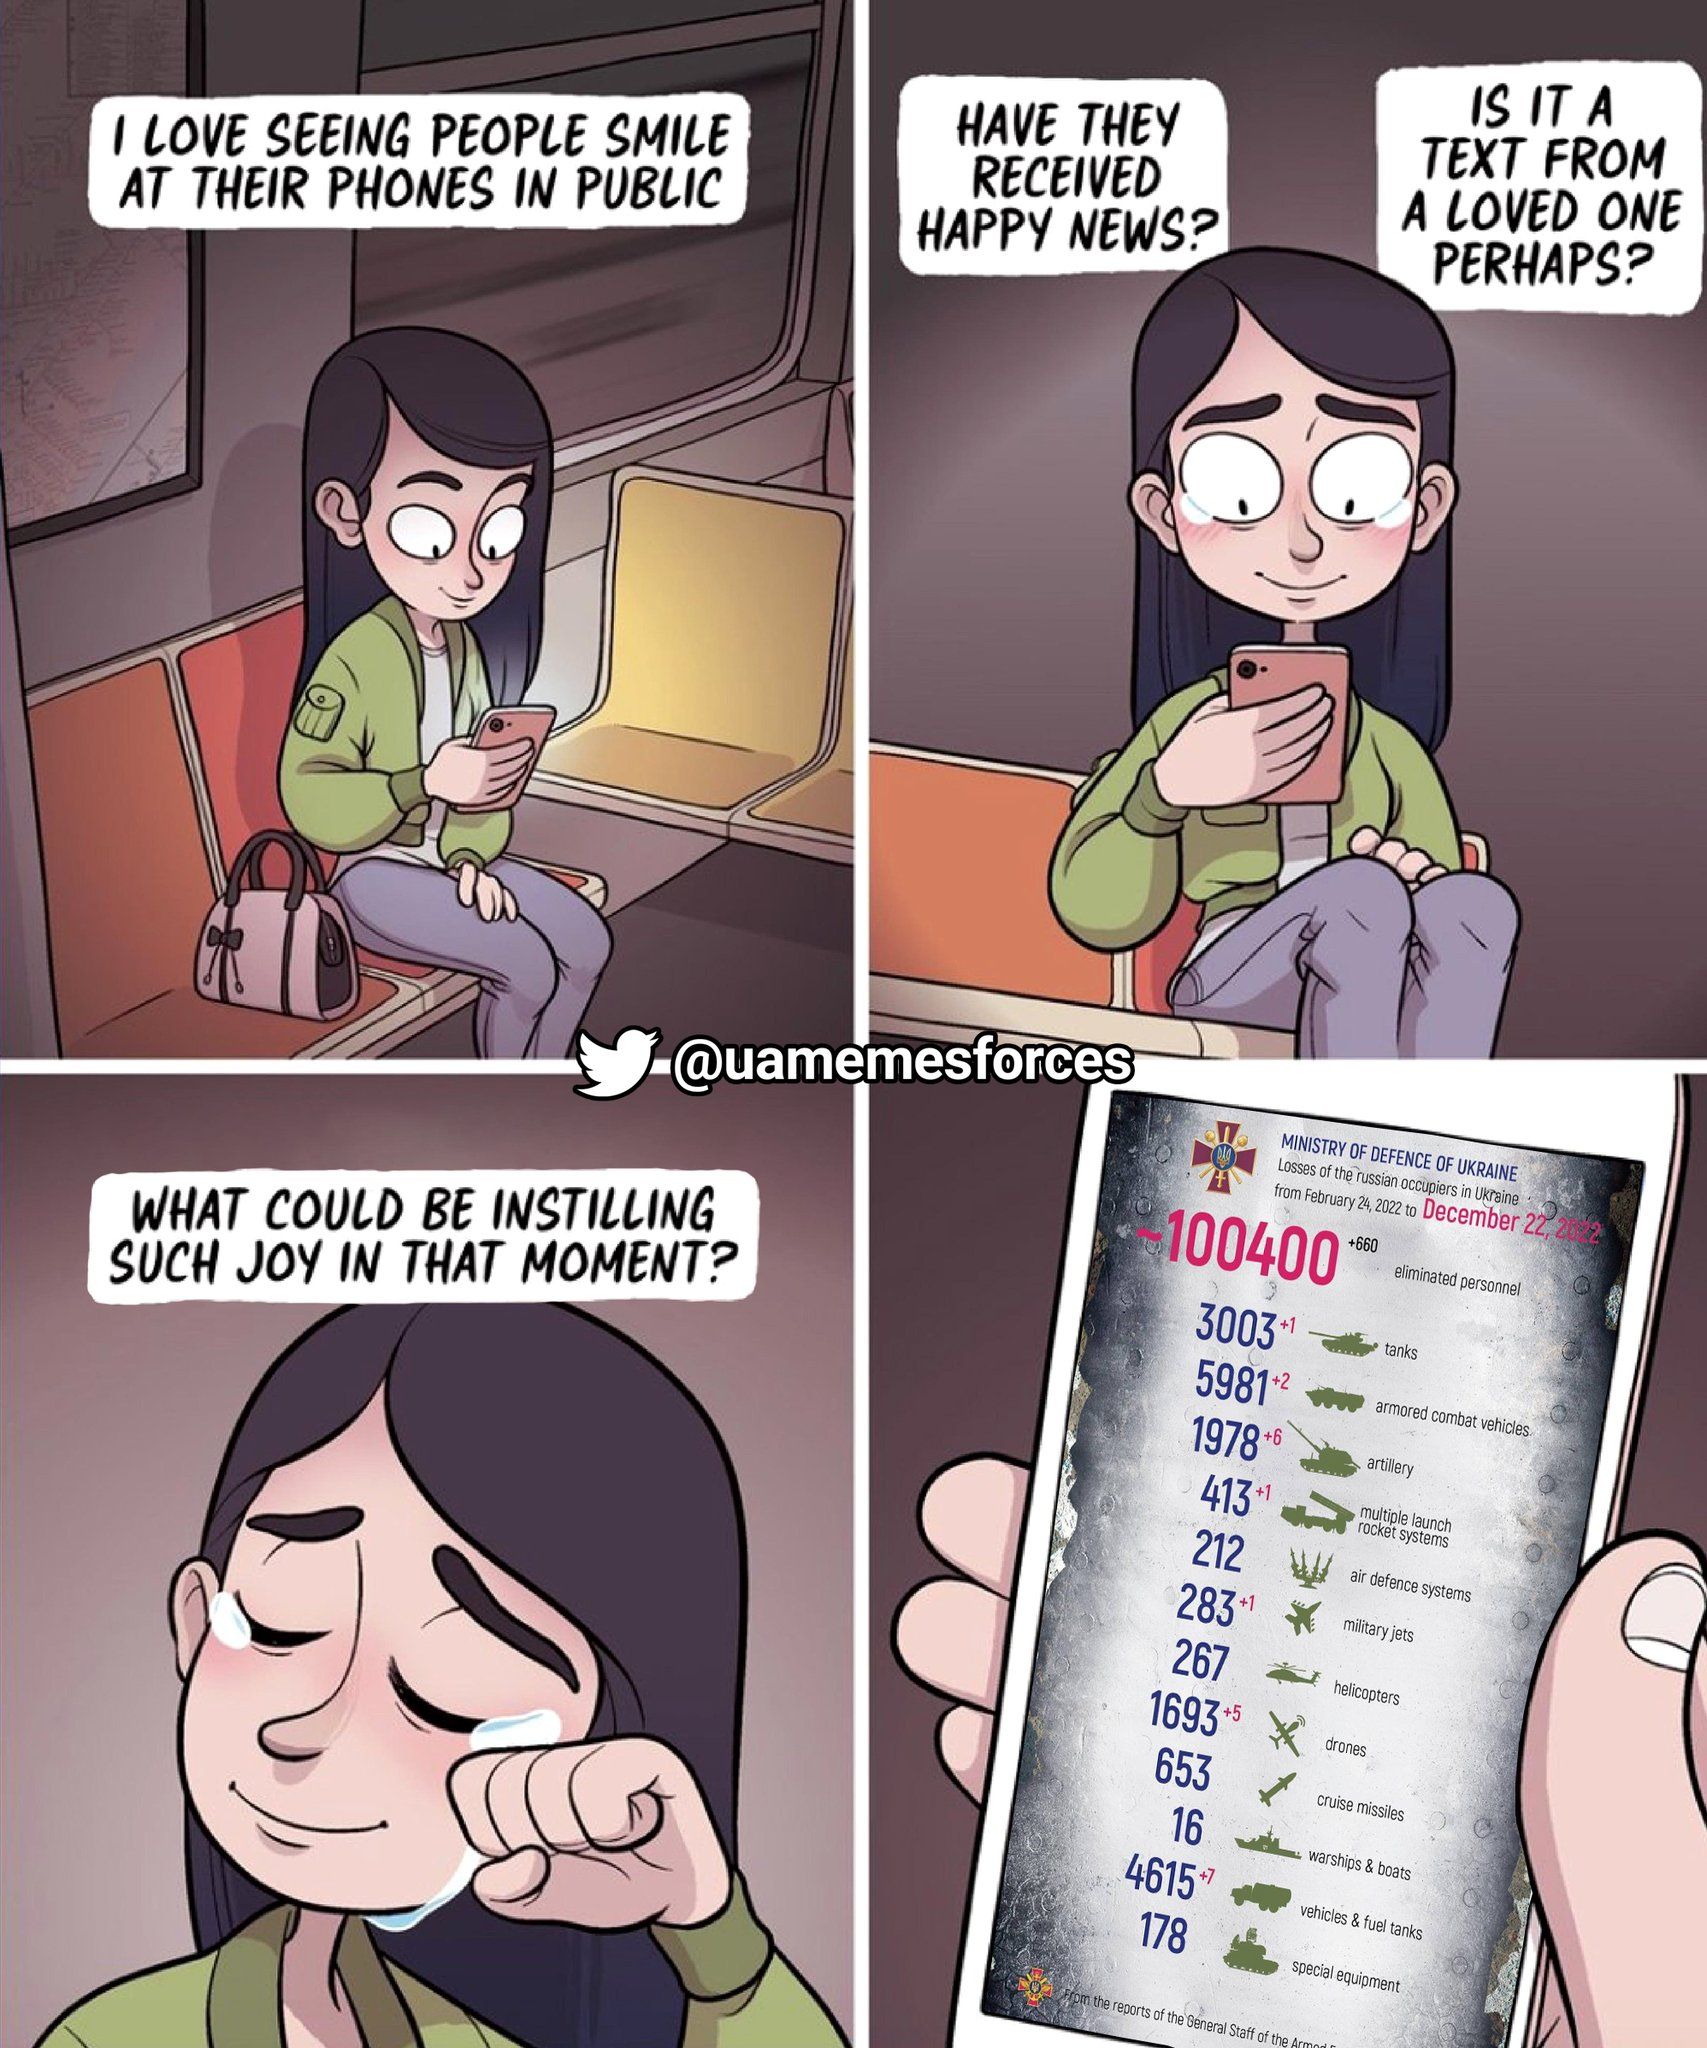 I LOVE SEEING PEOPLE SMILE
AT THEIR PHONES IN PUBLIC
HAVE THEY
RECEIVED
HAPPY NEWS?
IS IT A
TEXT FROM
A LOVED ONE
PERHAPS?
@uamemesforces
WHAT COULD BE INSTILLING
SUCH JOY IN THAT MOMENT?
MINISTRY OF DEFENCE OF UKRAINE
Losses of the russian occupiers in Ukraine
from February 24, 2022 to December 22, 2022
~100400 +660 eliminated personnel
3003 +1 tanks
5981 +2 armored combat vehicles
1978 +6 artillery
413 +1 multiple launch
rocket systems
212 air defence systems
283 +1 military jets
267 helicopters
1693 +5 drones
653 cruise missiles
16 warships & boats
4615 +7 vehicles & fuel tanks
178 special equipment
From the reports of the General Staff of the Armed